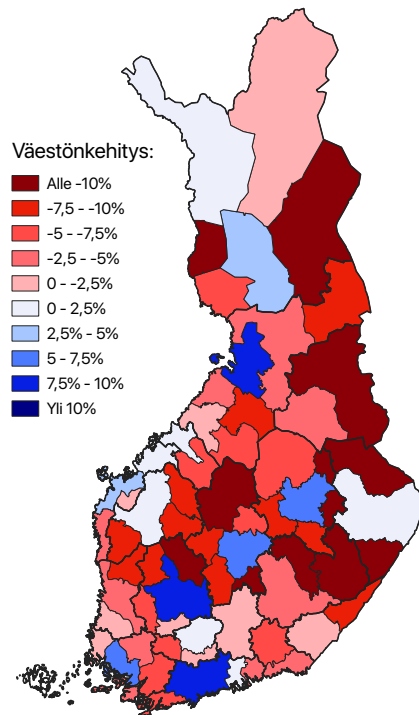 Väestönkehitys:
Alle -10%
-7,5 - -10%
-5 - -7,5%
-2,5 - -5%
0 - -2,5%
0 - 2,5%
2,5% - 5%
5 - 7,5%
7,5% - 10%
Yli 10%